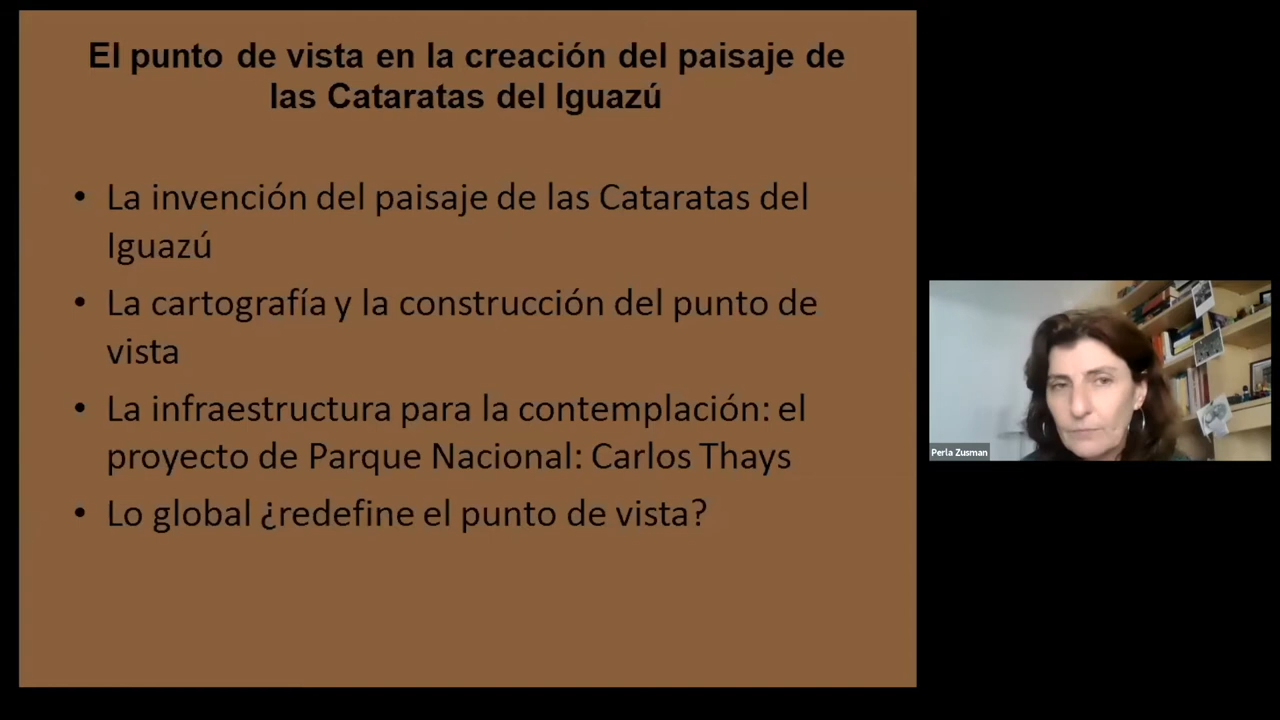 El punto de vista en la creación del paisaje de
las Cataratas del Iguazú
• La invención del paisaje de las Cataratas del
Iguazú
• La cartografía y la construcción del punto de
vista
• La infraestructura para la contemplación: el
proyecto de Parque Nacional: Carlos Thays
• Lo global ¿redefine el punto de vista?
Perla Zusman